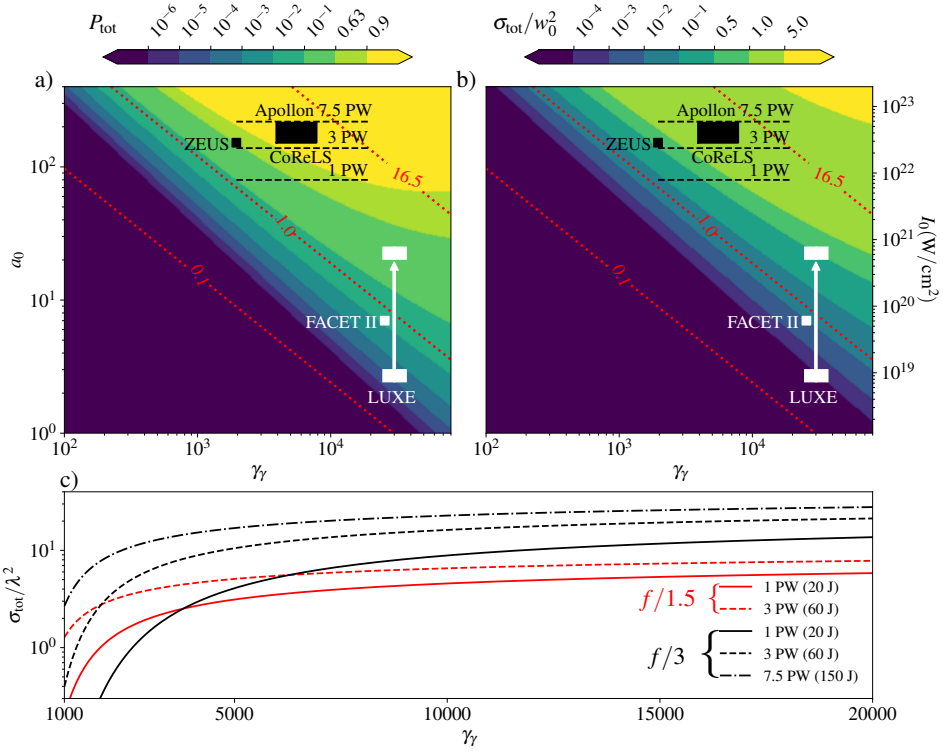 P_tot 10^-6 10^-5 10^-4 10^-3 10^-2 10^-1 0.63 0.9
σ_tot/w_0^2 10^-4 10^-3 10^-2 10^-1 0.5 1.0 5.0
a)
Apollon 7.5 PW
ZEUS
3 PW
CoReLS
1 PW
16.5
1.0
0.1
FACET II
LUXE
a_0
10^2
10^1
10^0
10^2 10^3 10^4
γ_γ
b)
Apollon 7.5 PW
ZEUS
3 PW
CoReLS
1 PW
16.5
1.0
0.1
FACET II
LUXE
10^23
10^22
10^21
10^20
10^19
I_0(W/cm^2)
10^2 10^3 10^4
γ_γ
c)
σ_tot/λ^2
10^1
10^0
f/1.5
1 PW (20 J)
3 PW (60 J)
f/3
1 PW (20 J)
3 PW (60 J)
7.5 PW (150 J)
1000 5000 10000 15000 20000
γ_γ